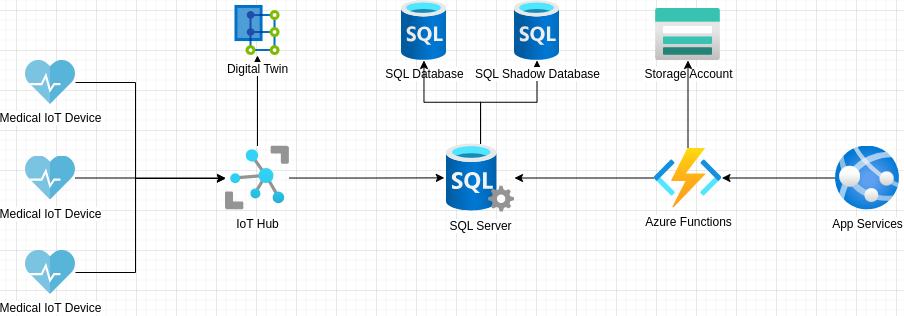 Digital Twin
SQL
SQL Database
SQL
SQL Shadow Database
Storage Account
Medical IoT Device
Medical IoT Device
Medical IoT Device
IoT Hub
SQL
SQL Server
Azure Functions
App Services